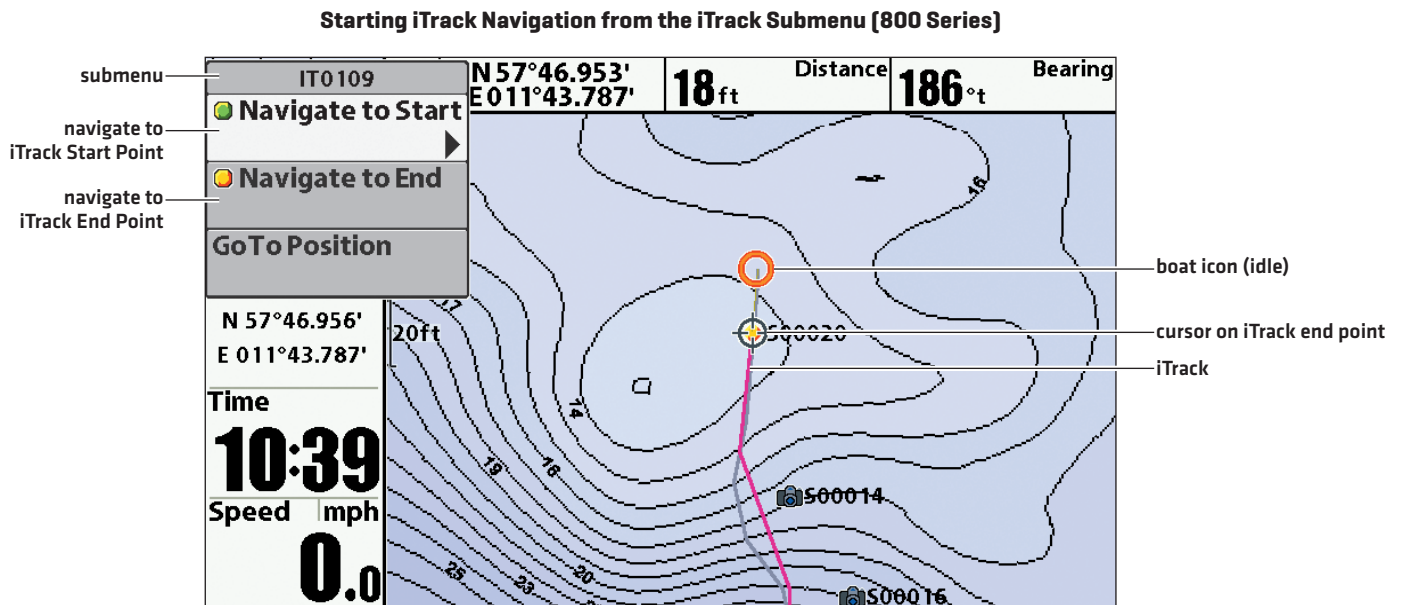 Starting iTrack Navigation from the iTrack Submenu (800 Series)
submenu
IT0109
N 57°46.953'
E 011°43.787'
18 ft
Distance
186 °t
Bearing
navigate to
iTrack Start Point
Navigate to Start
navigate to
iTrack End Point
Navigate to End
GoTo Position
16
boat icon (idle)
17
N 57°46.956'
E 011°43.787'
20ft
S00020
cursor on iTrack end point
iTrack
14
Time
10:39
19
18
S00014
Speed
mph
0.0
25
23
20
S00016